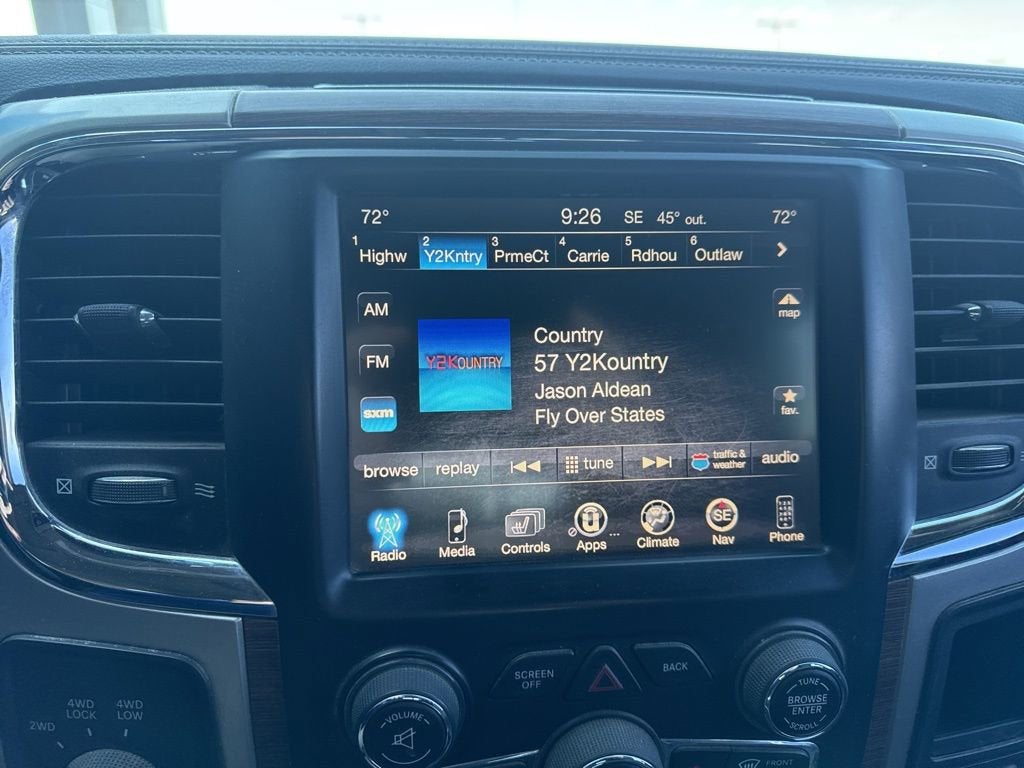 72° 9:26 SE 45° out. 72°
1 Highw 2 Y2Kntry 3 PrmeCt 4 Carrie 5 Rdhou 6 Outlaw
AM
FM
sxm
Y2KOUNTRY
Country
57 Y2Kountry
Jason Aldean
Fly Over States
map
fav.
browse replay tune traffic & weather audio
Radio Media Controls Apps ... Climate SE Nav Phone
SCREEN OFF
BACK
VOLUME
TUNE
BROWSE
ENTER
SCROLL
2WD 4WD LOCK 4WD LOW
FRONT